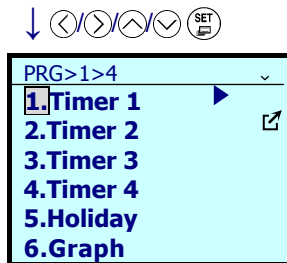 SET
PRG>1>4
1.Timer 1
2.Timer 2
3.Timer 3
4.Timer 4
5.Holiday
6.Graph